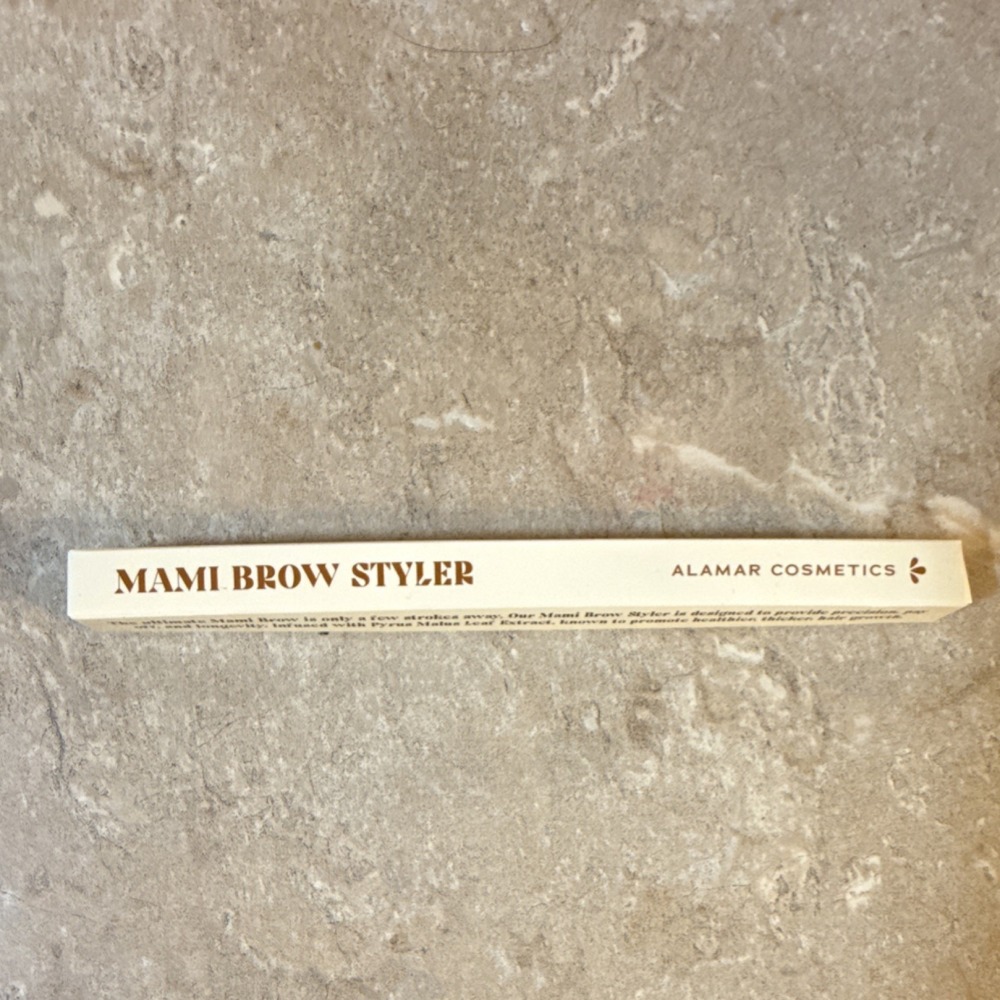 MAMI BROW STYLER
ALAMAR COSMETICS
The ultimate Mami Brow is only a few strokes away. Our Mami Brow Styler is designed to provide precision,
and longevity. Infused with Pyrus Malus Leaf Extract, known to promote healthier, thicker, hair growth.